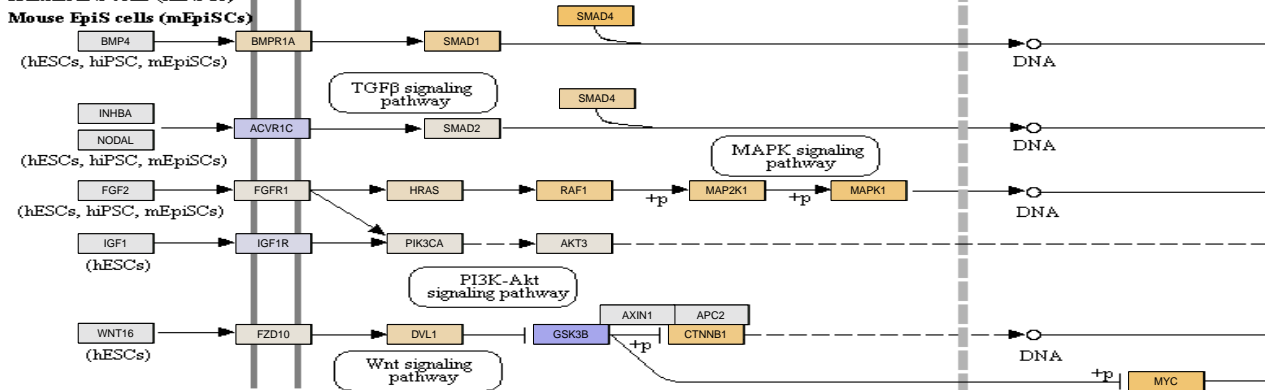 Mouse EpiS cells (mEpiSCs)
SMAD4
BMP4 BMPR1A SMAD1
(hESCs, hiPSC, mEpiSCs)
DNA
TGFβ signaling
pathway
SMAD4
INHBA
ACVR1C SMAD2
NODAL
DNA
(hESCs, hiPSC, mEpiSCs)
MAPK signaling
pathway
FGF2 FGFR1 HRAS RAF1 MAP2K1 MAPK1
+p +p
(hESCs, hiPSC, mEpiSCs)
DNA
IGF1 IGF1R PIK3CA AKT3
(hESCs)
PI3K-Akt
signaling pathway
AXIN1 APC2
WNT16 FZD10 DVL1 GSK3B CTNNB1
+p
(hESCs)
DNA
Wnt signaling
pathway
+p
MYC